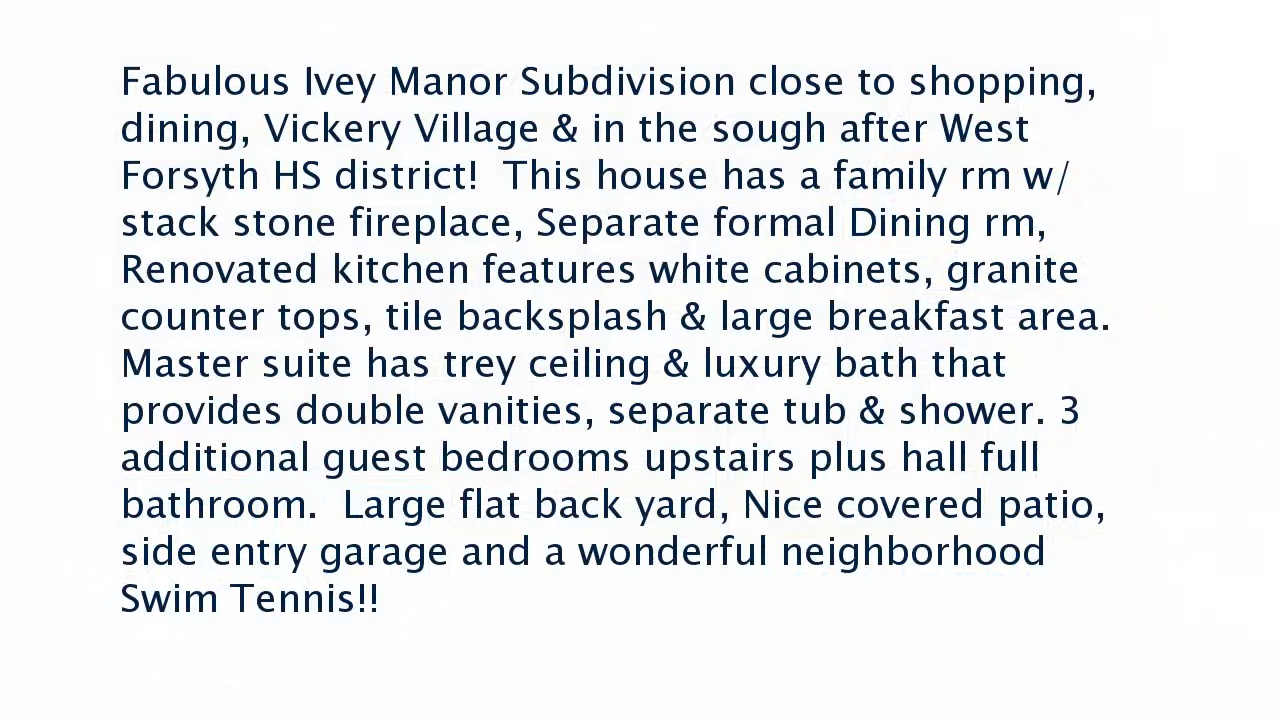 Fabulous Ivey Manor Subdivision close to shopping,
dining, Vickery Village & in the sough after West
Forsyth HS district!  This house has a family rm w/
stack stone fireplace, Separate formal Dining rm,
Renovated kitchen features white cabinets, granite
counter tops, tile backsplash & large breakfast area.
Master suite has trey ceiling & luxury bath that
provides double vanities, separate tub & shower. 3
additional guest bedrooms upstairs plus hall full
bathroom.  Large flat back yard, Nice covered patio,
side entry garage and a wonderful neighborhood
Swim Tennis!!